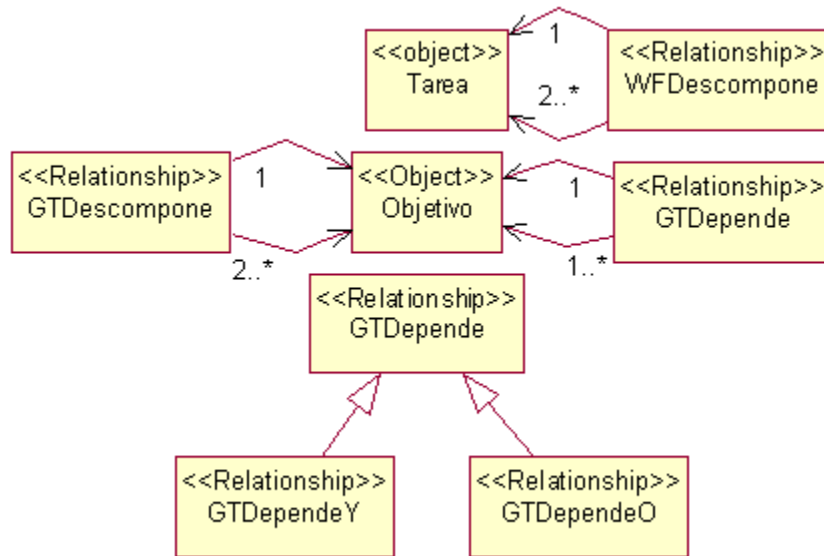 <<object>>
Tarea
1
2..*
<<Relationship>>
WFDescompone
<<Relationship>>
GTDescompone
1
2..*
<<Object>>
Objetivo
1
1..*
<<Relationship>>
GTDepende
<<Relationship>>
GTDepende
<<Relationship>>
GTDependeY
<<Relationship>>
GTDependeO